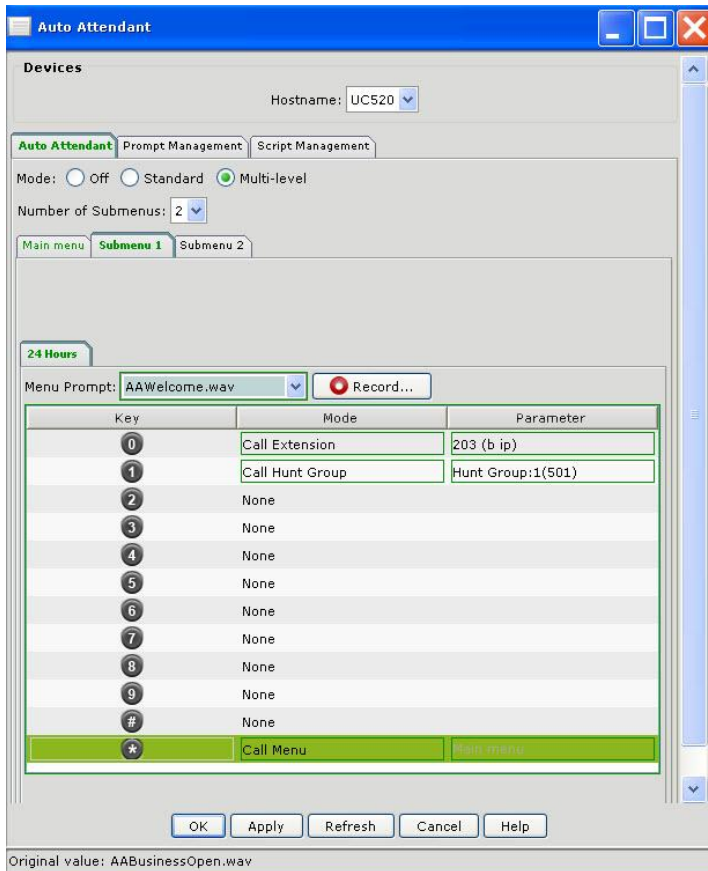 Auto Attendant
Devices
Hostname: UC520
Auto Attendant Prompt Management Script Management
Mode: Off Standard Multi-level
Number of Submenus: 2
Main menu Submenu 1 Submenu 2
24 Hours
Menu Prompt: AAWelcome.wav Record...
Key Mode Parameter
0 Call Extension 203 (b ip)
1 Call Hunt Group Hunt Group:1(501)
2 None
3 None
4 None
5 None
6 None
7 None
8 None
9 None
# None
* Call Menu Main menu
OK Apply Refresh Cancel Help
Original value: AABusinessOpen.wav